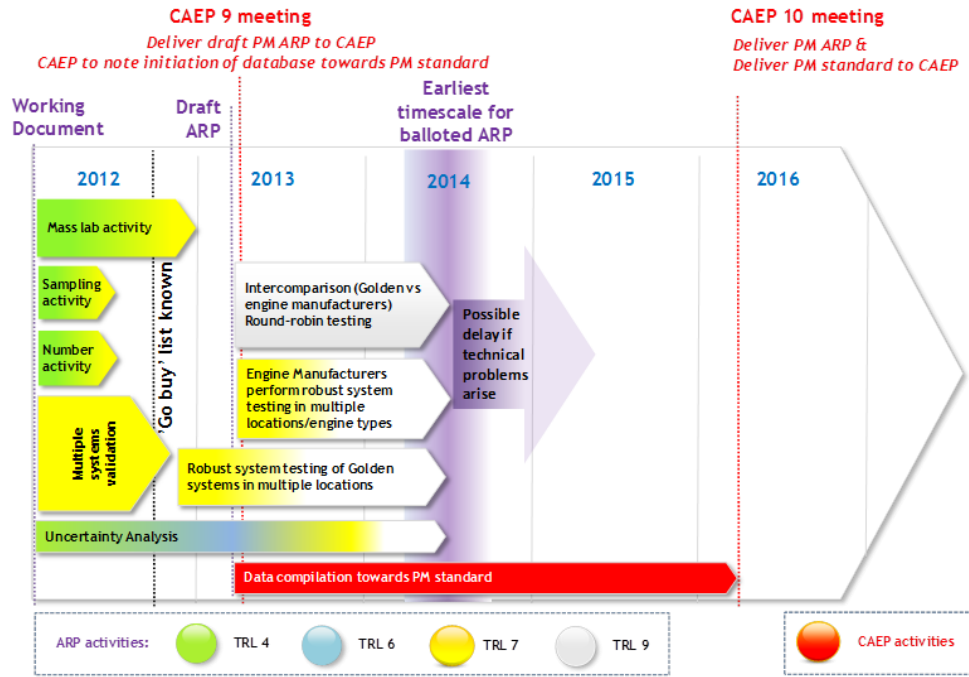 CAEP 9 meeting
Deliver draft PM ARP to CAEP
CAEP to note initiation of database towards PM standard
CAEP 10 meeting
Deliver PM ARP &
Deliver PM standard to CAEP
Working
Document
Draft
ARP
Earliest
timescale for
balloted ARP
2012
2013
2014
2015
2016
Mass lab activity
Sampling
activity
Number
activity
Multiple
systems
validation
'Go buy' list known
Intercomparison (Golden vs
engine manufacturers)
Round-robin testing
Engine Manufacturers
perform robust system
testing in multiple
locations/engine types
Robust system testing of Golden
systems in multiple locations
Possible
delay if
technical
problems
arise
Uncertainty Analysis
Data compilation towards PM standard
ARP activities:
TRL 4
TRL 6
TRL 7
TRL 9
CAEP activities